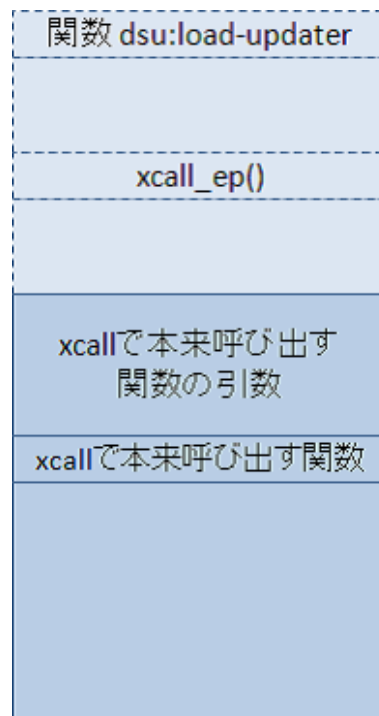 関数 dsu:load-updater
xcall_ep()
xcallで本来呼び出す
関数の引数
xcallで本来呼び出す関数